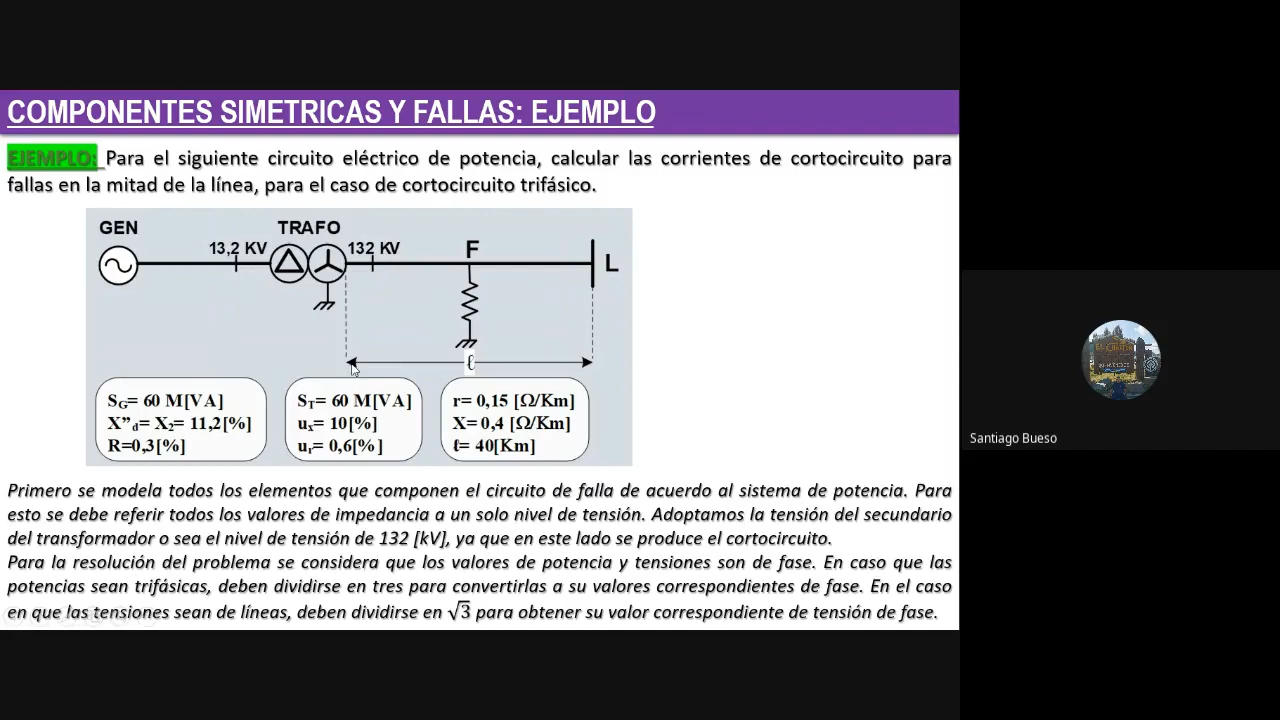 COMPONENTES SIMETRICAS Y FALLAS: EJEMPLO
EJEMPLO: Para el siguiente circuito eléctrico de potencia, calcular las corrientes de cortocircuito para
fallas en la mitad de la línea, para el caso de cortocircuito trifásico.
GEN
TRAFO
13,2 KV
132 KV
F
L
ℓ
S_G= 60 M[VA]
X”_d= X_2= 11,2[%]
R=0,3[%]
S_T= 60 M[VA]
u_x= 10[%]
u_r= 0,6[%]
r= 0,15 [Ω/Km]
X= 0,4 [Ω/Km]
ℓ= 40[Km]
Primero se modela todos los elementos que componen el circuito de falla de acuerdo al sistema de potencia. Para
esto se debe referir todos los valores de impedancia a un solo nivel de tensión. Adoptamos la tensión del secundario
del transformador o sea el nivel de tensión de 132 [kV], ya que en este lado se produce el cortocircuito.
Para la resolución del problema se considera que los valores de potencia y tensiones son de fase. En caso que las
potencias sean trifásicas, deben dividirse en tres para convertirlas a su valores correspondientes de fase. En el caso
en que las tensiones sean de líneas, deben dividirse en √3 para obtener su valor correspondiente de tensión de fase.
Santiago Bueso